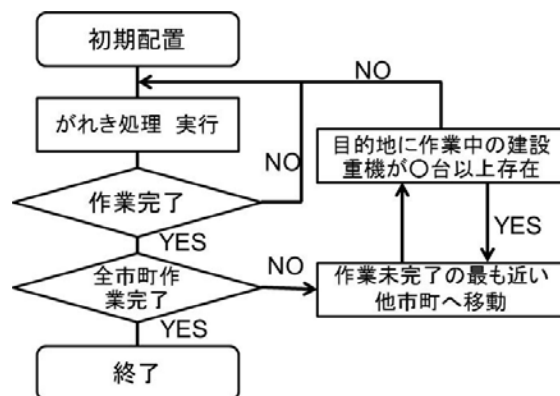 初期配置
NO
がれき処理 実行
目的地に作業中の建設
重機が〇台以上存在
NO
作業完了
YES
YES
全市町作
業完了
NO
作業未完了の最も近い
他市町へ移動
YES
終了